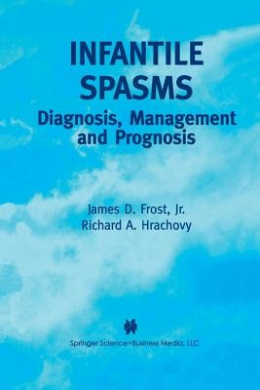 INFANTILE
SPASMS
Diagnosis, Management
and Prognosis
James D. Frost, Jr.
Richard A. Hrachovy
Springer Science+Business Media, LLC